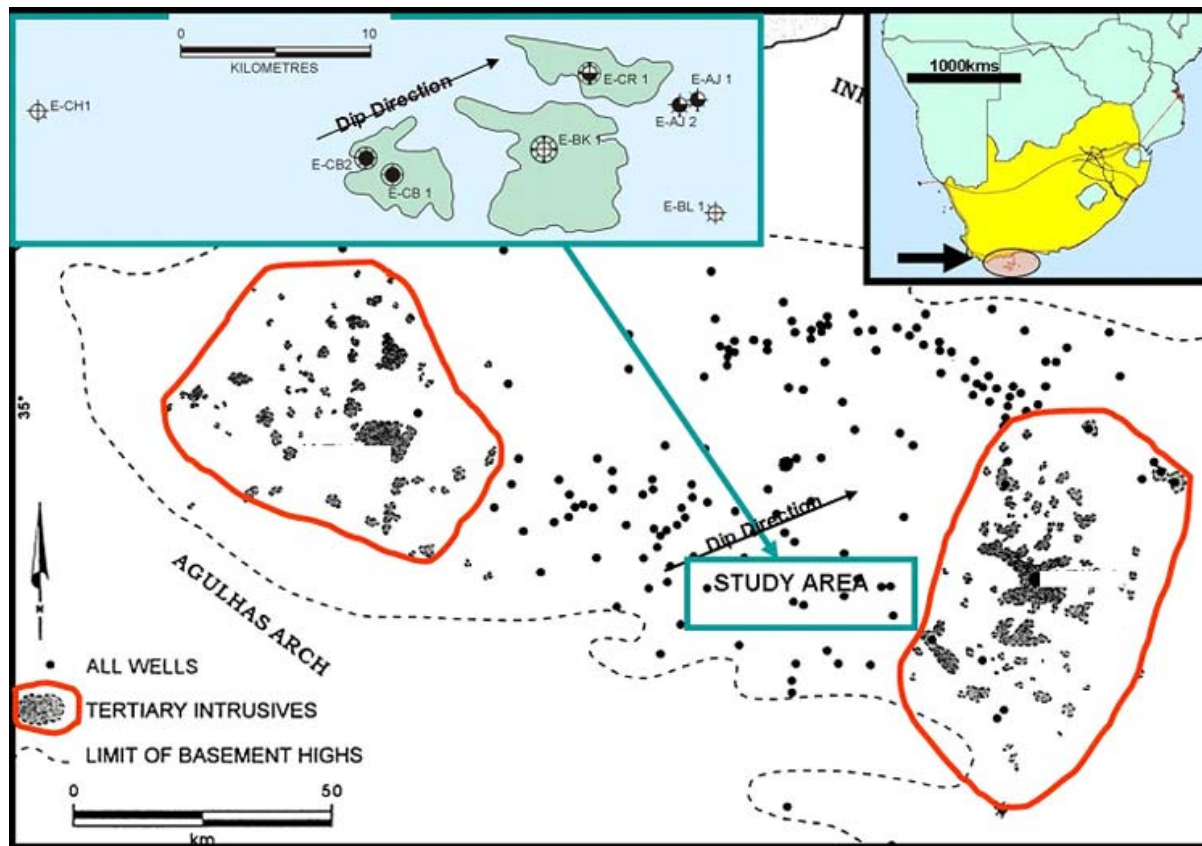 0 10
KILOMETRES
E-CH1
Dip Direction
E-CR 1
E-AJ 1
E-AJ 2
E-BK 1
E-CB2
E-CB 1
E-BL 1
1000kms
35°
Dip Direction
STUDY AREA
AGULHAS ARCH
N
ALL WELLS
TERTIARY INTRUSIVES
LIMIT OF BASEMENT HIGHS
0 50
km